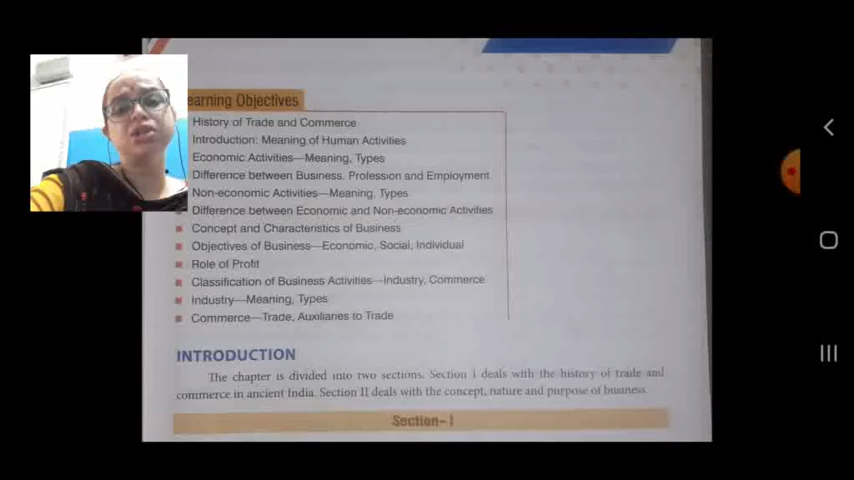 earning Objectives
History of Trade and Commerce
Introduction: Meaning of Human Activities
Economic Activities—Meaning, Types
Difference between Business, Profession and Employment
Non-economic Activities—Meaning, Types
Difference between Economic and Non-economic Activities
Concept and Characteristics of Business
Objectives of Business—Economic, Social, Individual
Role of Profit
Classification of Business Activities—Industry, Commerce
Industry—Meaning, Types
Commerce—Trade, Auxiliaries to Trade
INTRODUCTION
The chapter is divided into two sections. Section I deals with the history of trade and
commerce in ancient India. Section II deals with the concept, nature and purpose of business.
Section-I